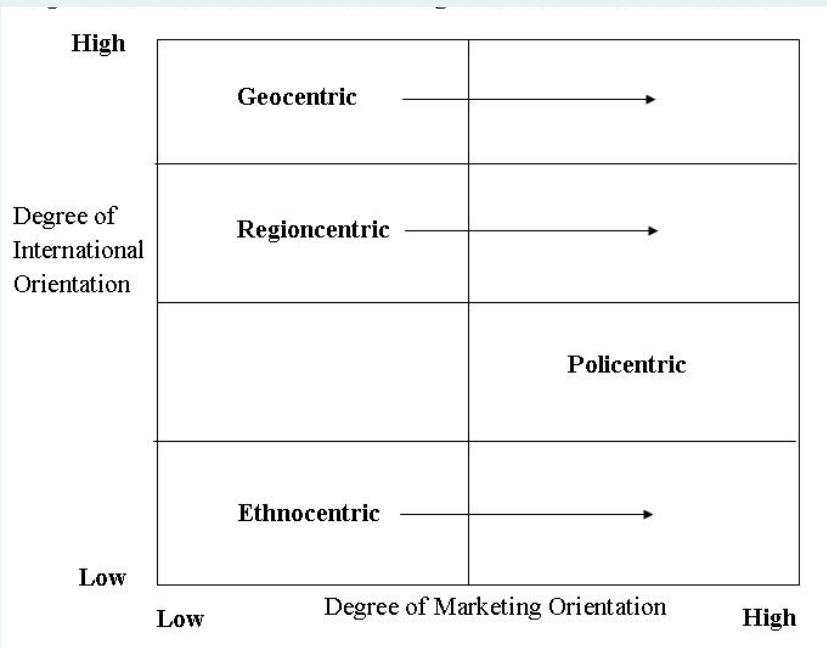 High
Geocentric
Degree of
International
Orientation
Regioncentric
Policentric
Ethnocentric
Low
Low
Degree of Marketing Orientation
High